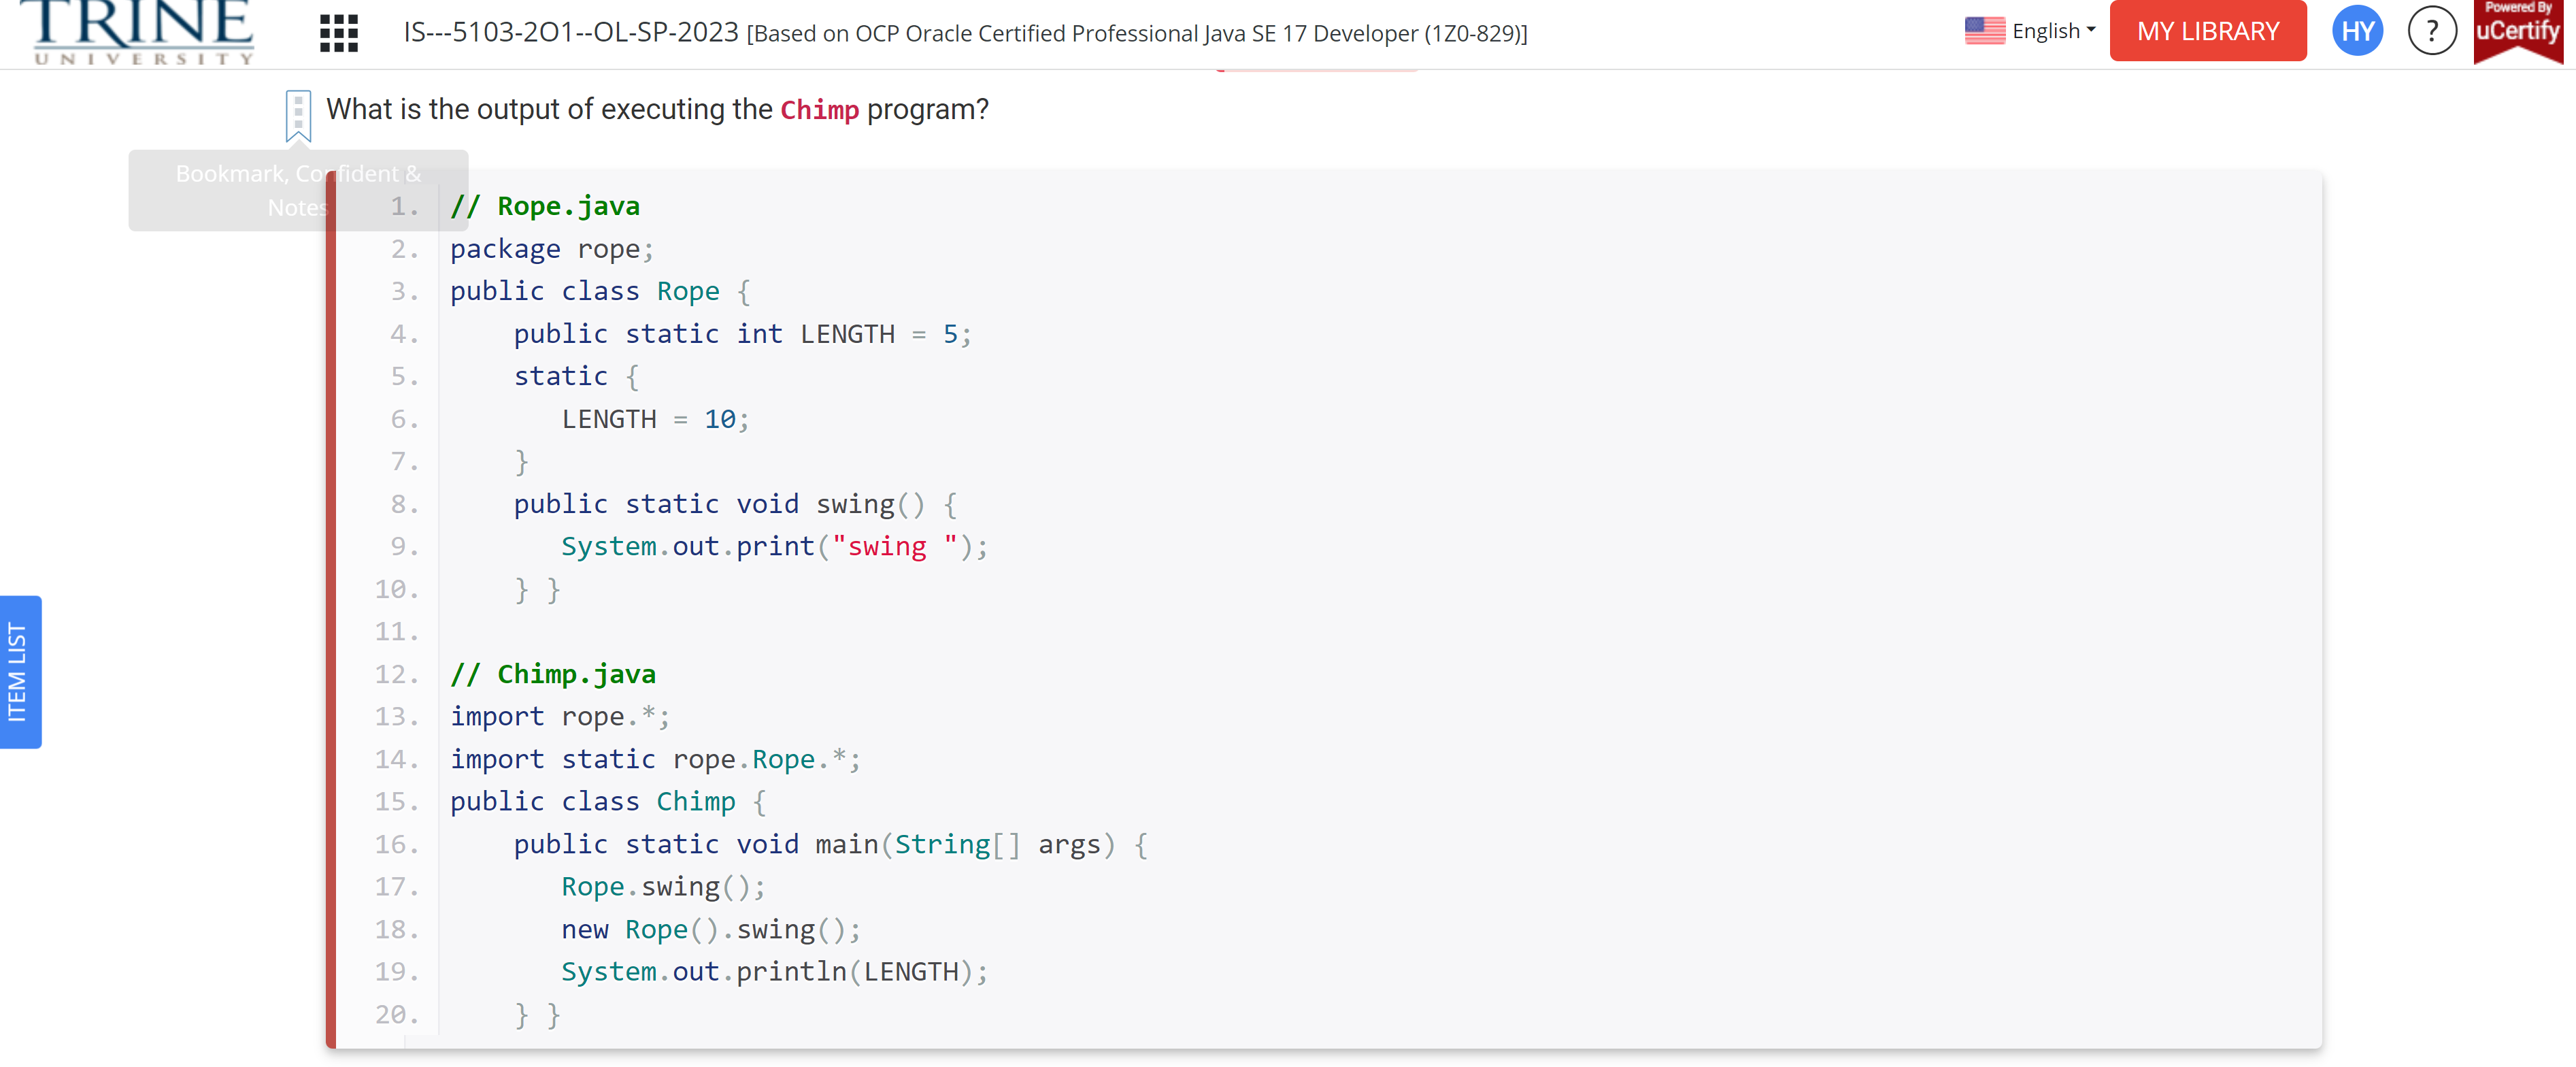 TRINE
UNIVERSITY
IS---5103-2O1--OL-SP-2023 [Based on OCP Oracle Certified Professional Java SE 17 Developer (1Z0-829)]
English
MY LIBRARY
HY
?
Powered By
uCertify
What is the output of executing the Chimp program?
Bookmark, Confident &
Notes
1. // Rope.java
2. package rope;
3. public class Rope {
4.     public static int LENGTH = 5;
5.     static {
6.        LENGTH = 10;
7.     }
8.     public static void swing() {
9.        System.out.print("swing ");
10.     } }
11.
12. // Chimp.java
13. import rope.*;
14. import static rope.Rope.*;
15. public class Chimp {
16.     public static void main(String[] args) {
17.        Rope.swing();
18.        new Rope().swing();
19.        System.out.println(LENGTH);
20.     } }
ITEM LIST